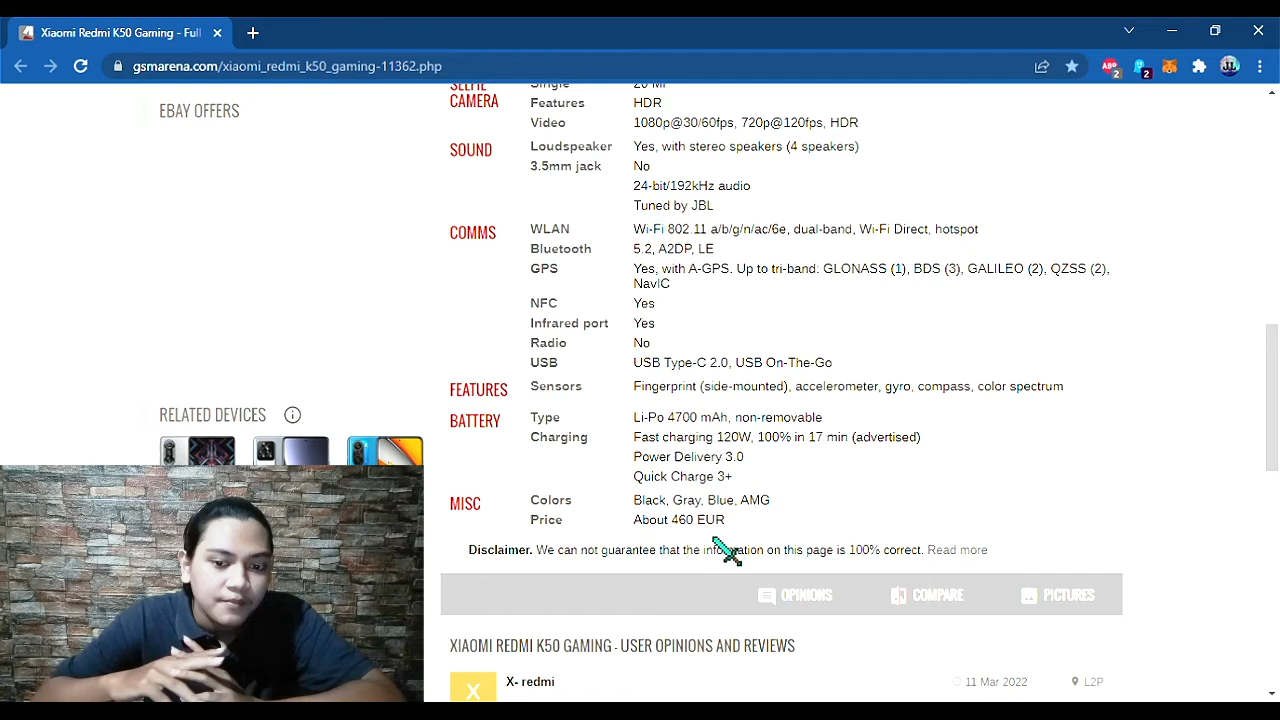 Xiaomi Redmi K50 Gaming - Full
gsmarena.com/xiaomi_redmi_k50_gaming-11362.php
ABP
2
2
EBAY OFFERS
SELFIE CAMERA
Single 20 MP
Features HDR
Video 1080p@30/60fps, 720p@120fps, HDR
SOUND Loudspeaker Yes, with stereo speakers (4 speakers)
3.5mm jack No
24-bit/192kHz audio
Tuned by JBL
COMMS WLAN Wi-Fi 802.11 a/b/g/n/ac/6e, dual-band, Wi-Fi Direct, hotspot
Bluetooth 5.2, A2DP, LE
GPS Yes, with A-GPS. Up to tri-band: GLONASS (1), BDS (3), GALILEO (2), QZSS (2),
NavIC
NFC Yes
Infrared port Yes
Radio No
USB USB Type-C 2.0, USB On-The-Go
FEATURES Sensors Fingerprint (side-mounted), accelerometer, gyro, compass, color spectrum
RELATED DEVICES
BATTERY Type Li-Po 4700 mAh, non-removable
Charging Fast charging 120W, 100% in 17 min (advertised)
Power Delivery 3.0
Quick Charge 3+
MISC Colors Black, Gray, Blue, AMG
Price About 460 EUR
Disclaimer. We can not guarantee that the information on this page is 100% correct. Read more
OPINIONS COMPARE PICTURES
XIAOMI REDMI K50 GAMING - USER OPINIONS AND REVIEWS
X
X- redmi 11 Mar 2022 L2P